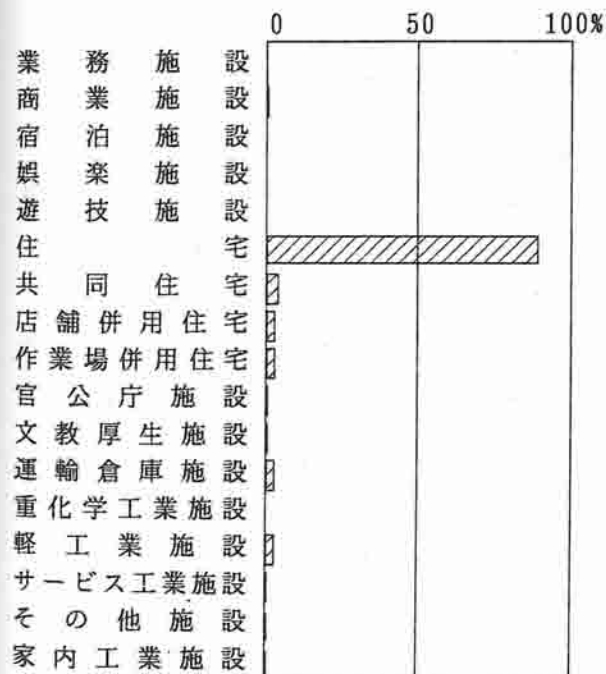 0 50 100%
業務施設
商業施設
宿泊施設
娯楽施設
遊技施設
住宅
共同住宅
店舗併用住宅
作業場併用住宅
官公庁施設
文教厚生施設
運輸倉庫施設
重化学工業施設
軽工業施設
サービス工業施設
その他施設
家内工業施設